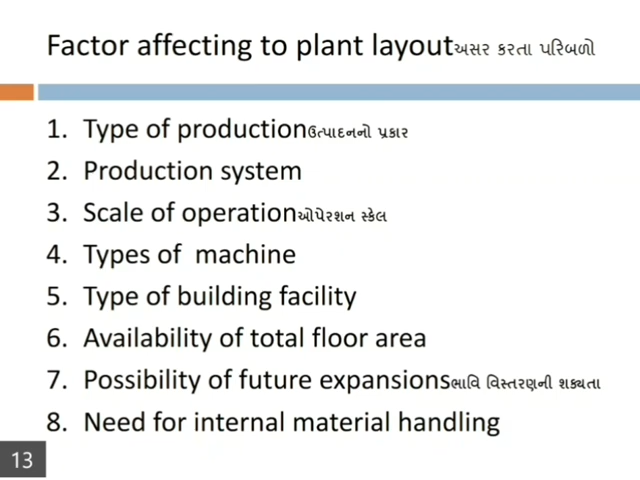 Factor affecting to plant layoutઅસર કરતા પરિબળો
1. Type of productionઉત્પાદનનો પ્રકાર
2. Production system
3. Scale of operationઓપેરશન સ્કેલ
4. Types of machine
5. Type of building facility
6. Availability of total floor area
7. Possibility of future expansionsભાવિ વિસ્તરણની શક્યતા
8. Need for internal material handling
13